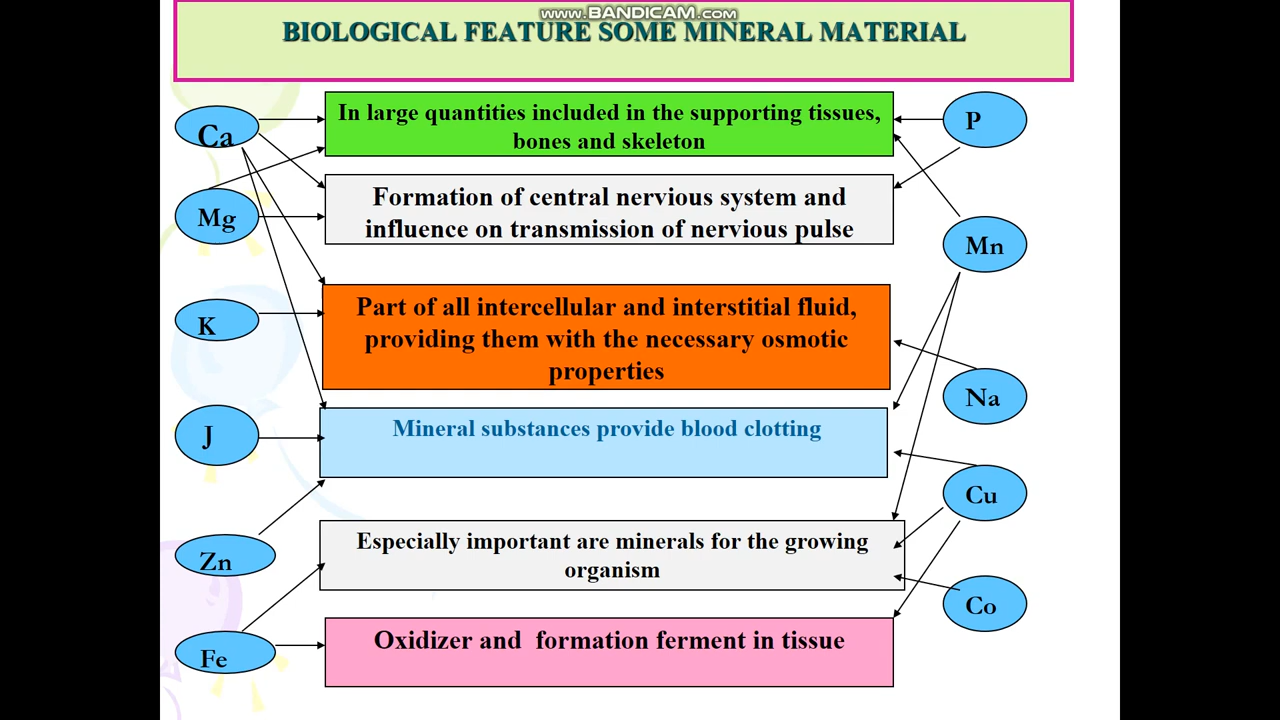 www.BANDICAM.com
BIOLOGICAL FEATURE SOME MINERAL MATERIAL
Ca
In large quantities included in the supporting tissues,
bones and skeleton
P
Mg
Formation of central nervious system and
influence on transmission of nervious pulse
Mn
K
Part of all intercellular and interstitial fluid,
providing them with the necessary osmotic
properties
Na
J
Mineral substances provide blood clotting
Cu
Zn
Especially important are minerals for the growing
organism
Co
Fe
Oxidizer and formation ferment in tissue